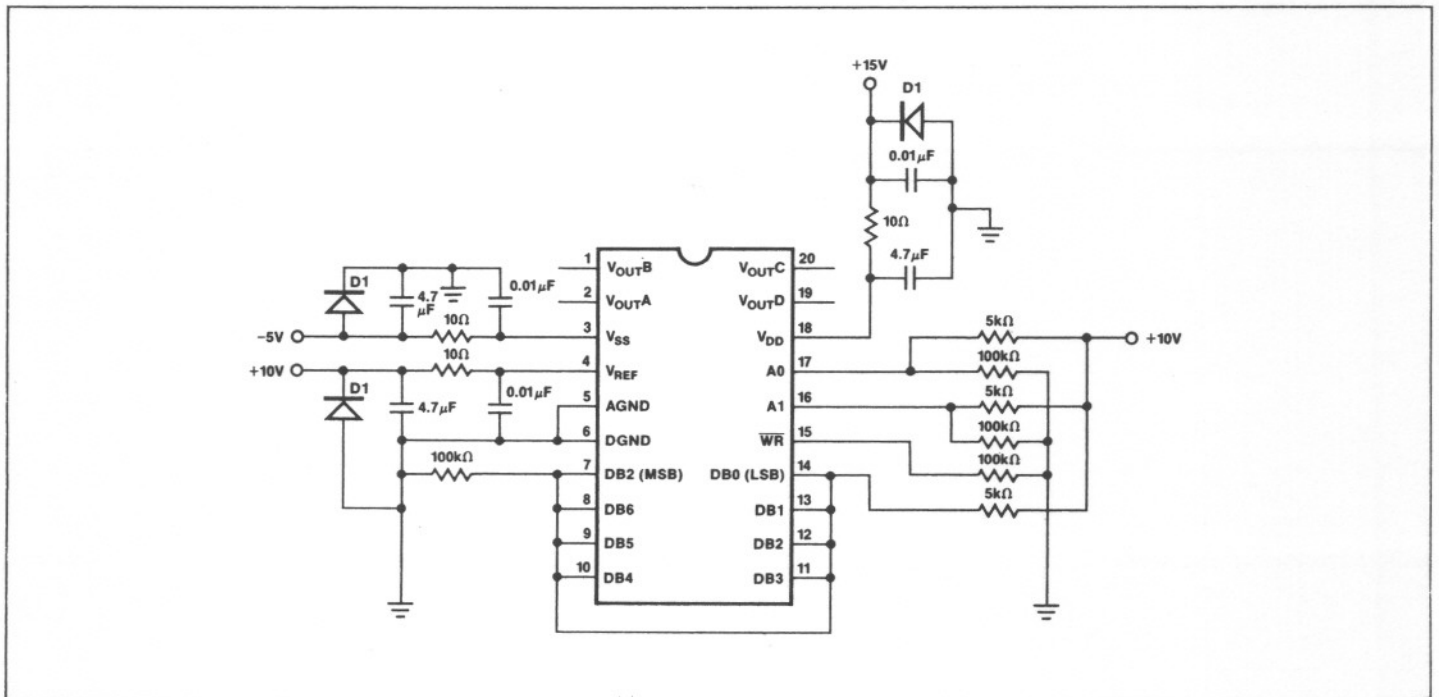 +15V
D1
0.01μF
10Ω
4.7μF
D1
4.7
μF
0.01μF
10Ω
−5V
10Ω
+10V
D1
4.7μF
0.01μF
100kΩ
1 VOUTB
2 VOUTA
3 VSS
4 VREF
5 AGND
6 DGND
7 DB2 (MSB)
8 DB6
9 DB5
10 DB4
VOUTC 20
VOUTD 19
VDD 18
A0 17
A1 16
WR 15
DB0 (LSB) 14
DB1 13
DB2 12
DB3 11
5kΩ
+10V
100kΩ
5kΩ
100kΩ
100kΩ
5kΩ